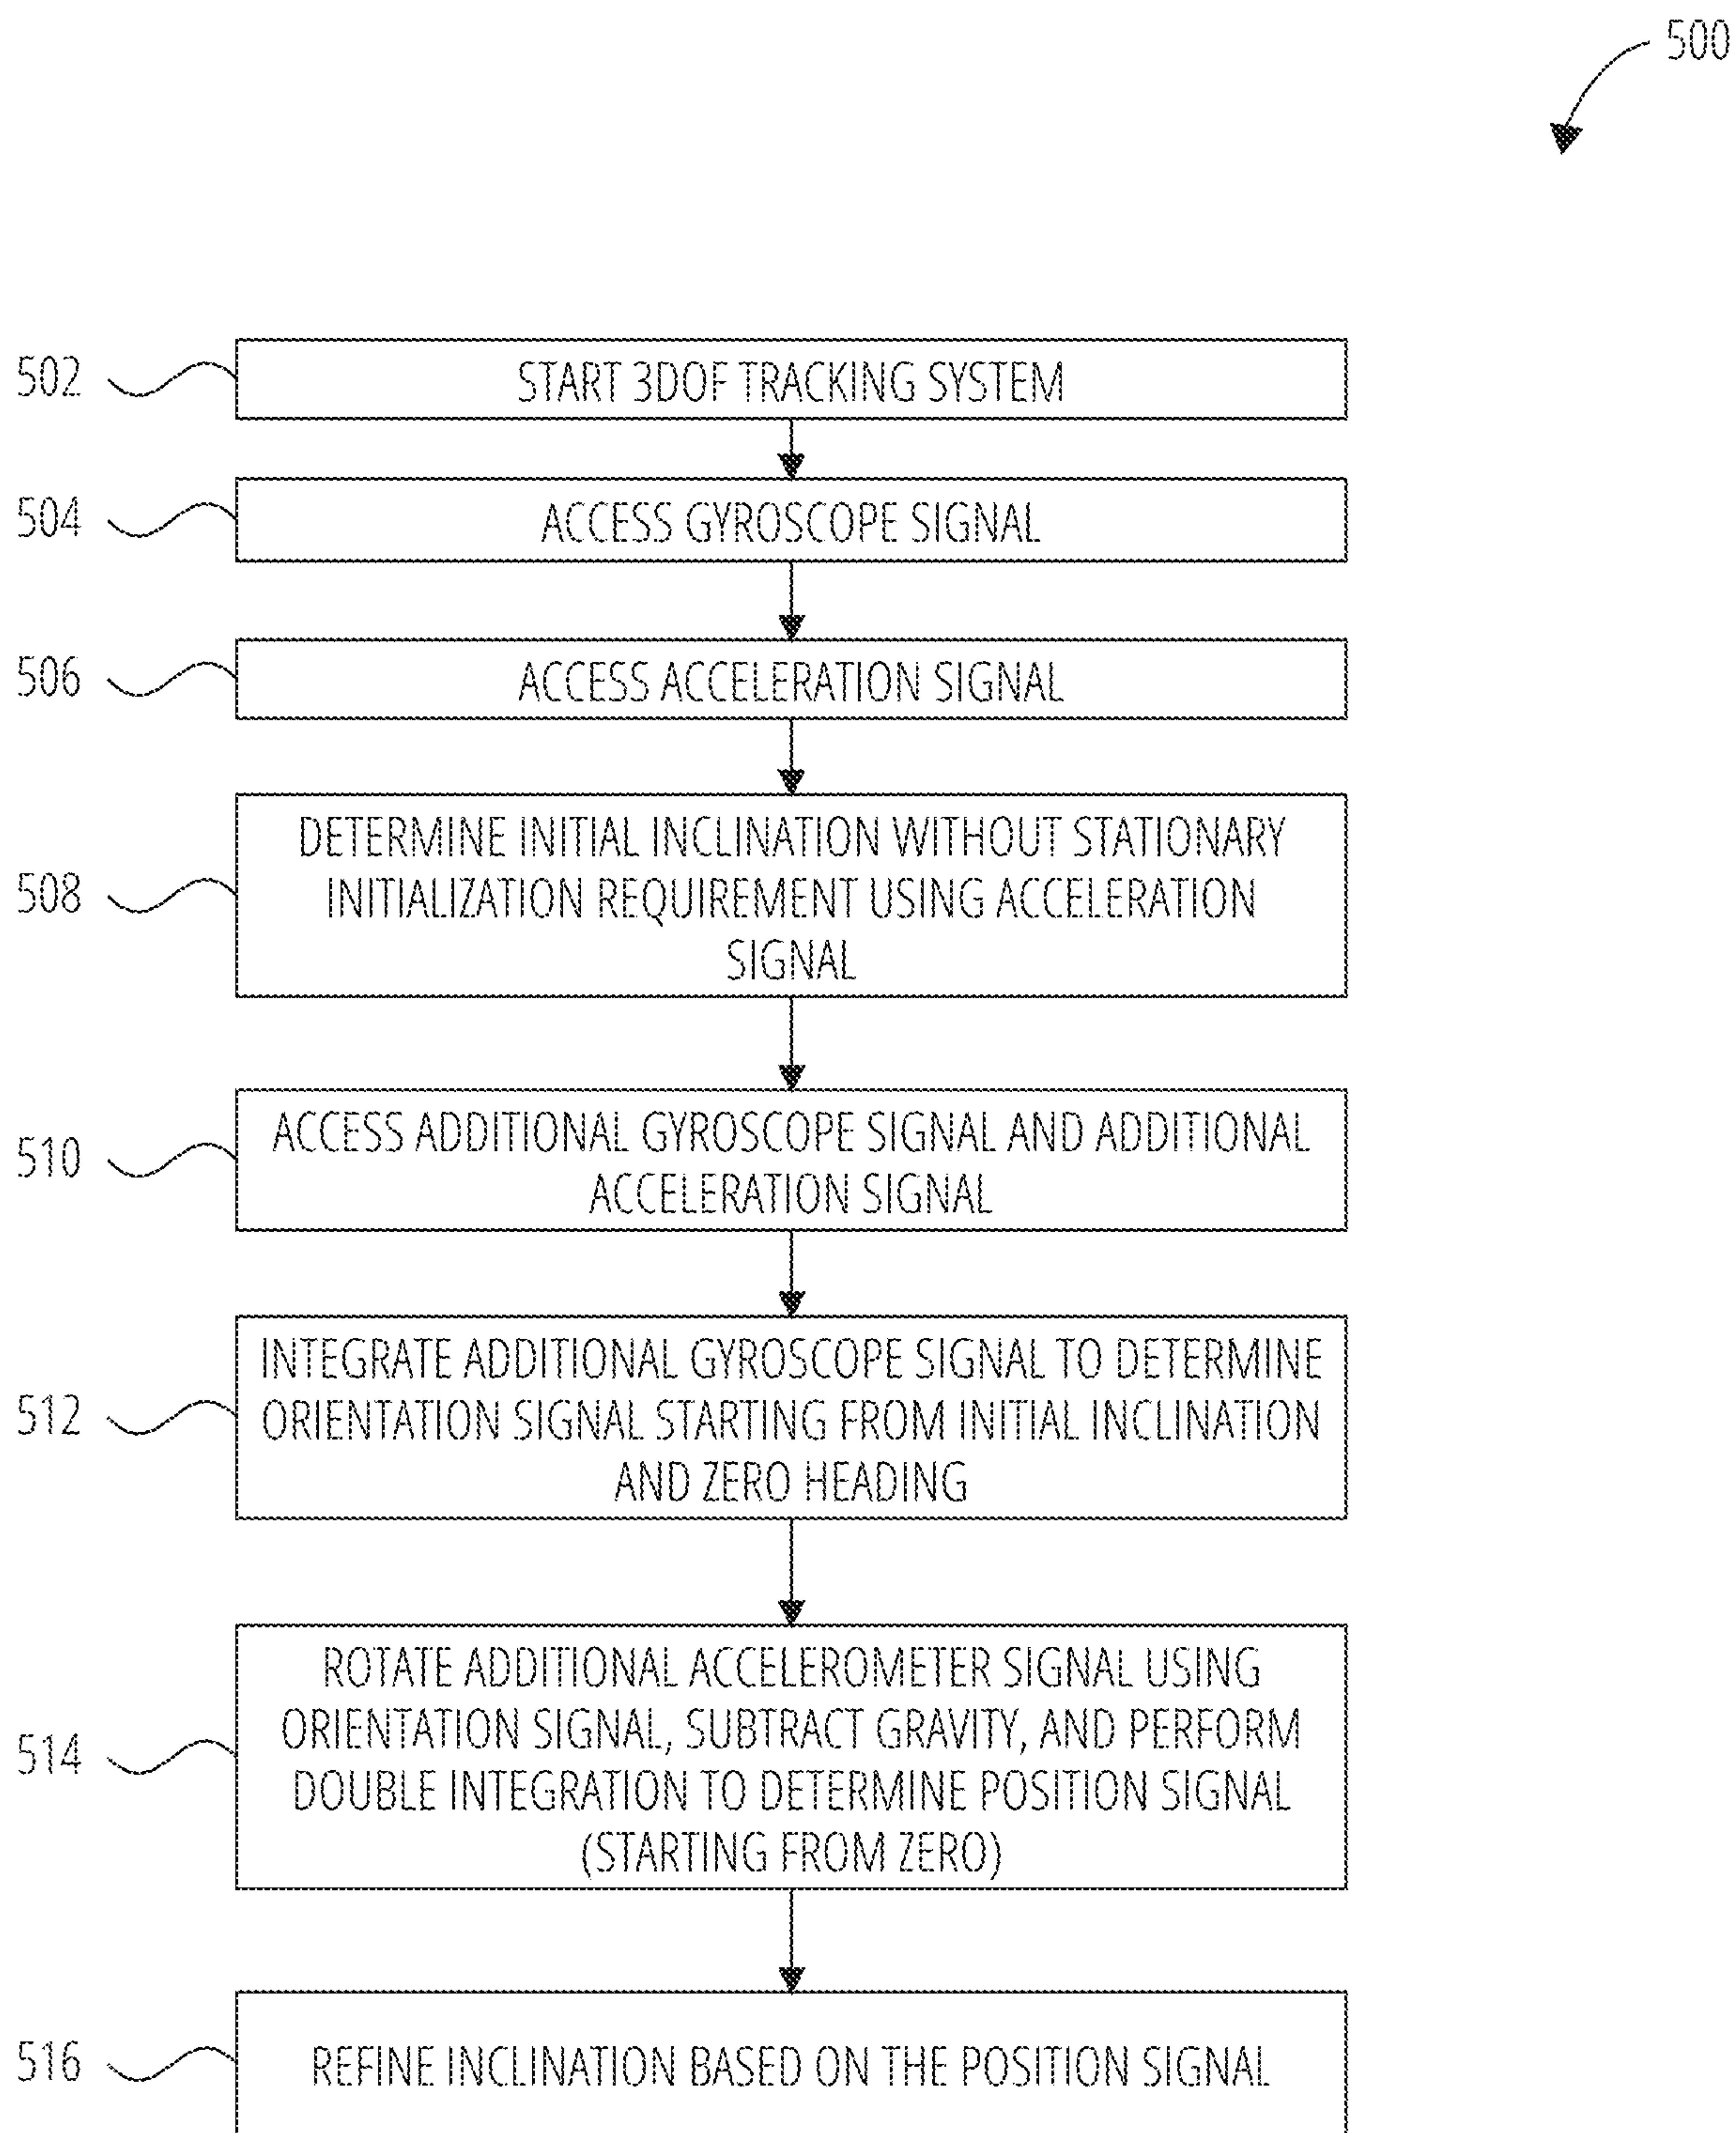 500
502
START 3DOF TRACKING SYSTEM
504
ACCESS GYROSCOPE SIGNAL
506
ACCESS ACCELERATION SIGNAL
508
DETERMINE INITIAL INCLINATION WITHOUT STATIONARY
INITIALIZATION REQUIREMENT USING ACCELERATION
SIGNAL
510
ACCESS ADDITIONAL GYROSCOPE SIGNAL AND ADDITIONAL
ACCELERATION SIGNAL
512
INTEGRATE ADDITIONAL GYROSCOPE SIGNAL TO DETERMINE
ORIENTATION SIGNAL STARTING FROM INITIAL INCLINATION
AND ZERO HEADING
514
ROTATE ADDITIONAL ACCELEROMETER SIGNAL USING
ORIENTATION SIGNAL, SUBTRACT GRAVITY, AND PERFORM
DOUBLE INTEGRATION TO DETERMINE POSITION SIGNAL
(STARTING FROM ZERO)
516
REFINE INCLINATION BASED ON THE POSITION SIGNAL